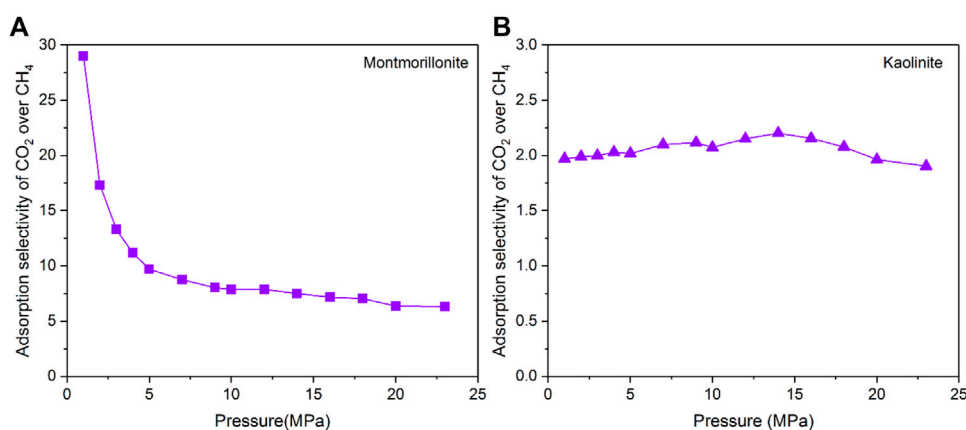 A
Adsorption selectivity of CO₂ over CH₄
30
25
20
15
10
5
0
Montmorillonite
0 5 10 15 20 25
Pressure(MPa)
B
Adsorption selectivity of CO₂ over CH₄
3.0
2.5
2.0
1.5
1.0
0.5
0.0
Kaolinite
0 5 10 15 20 25
Pressure (MPa)